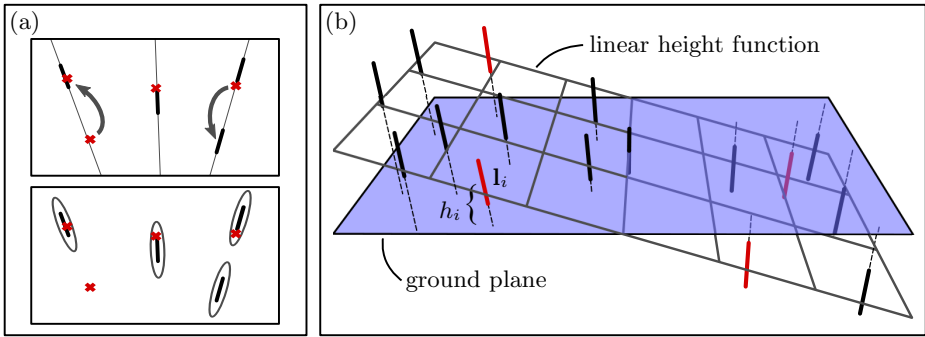 (a)
(b)
linear height function
l_i
h_i {
ground plane